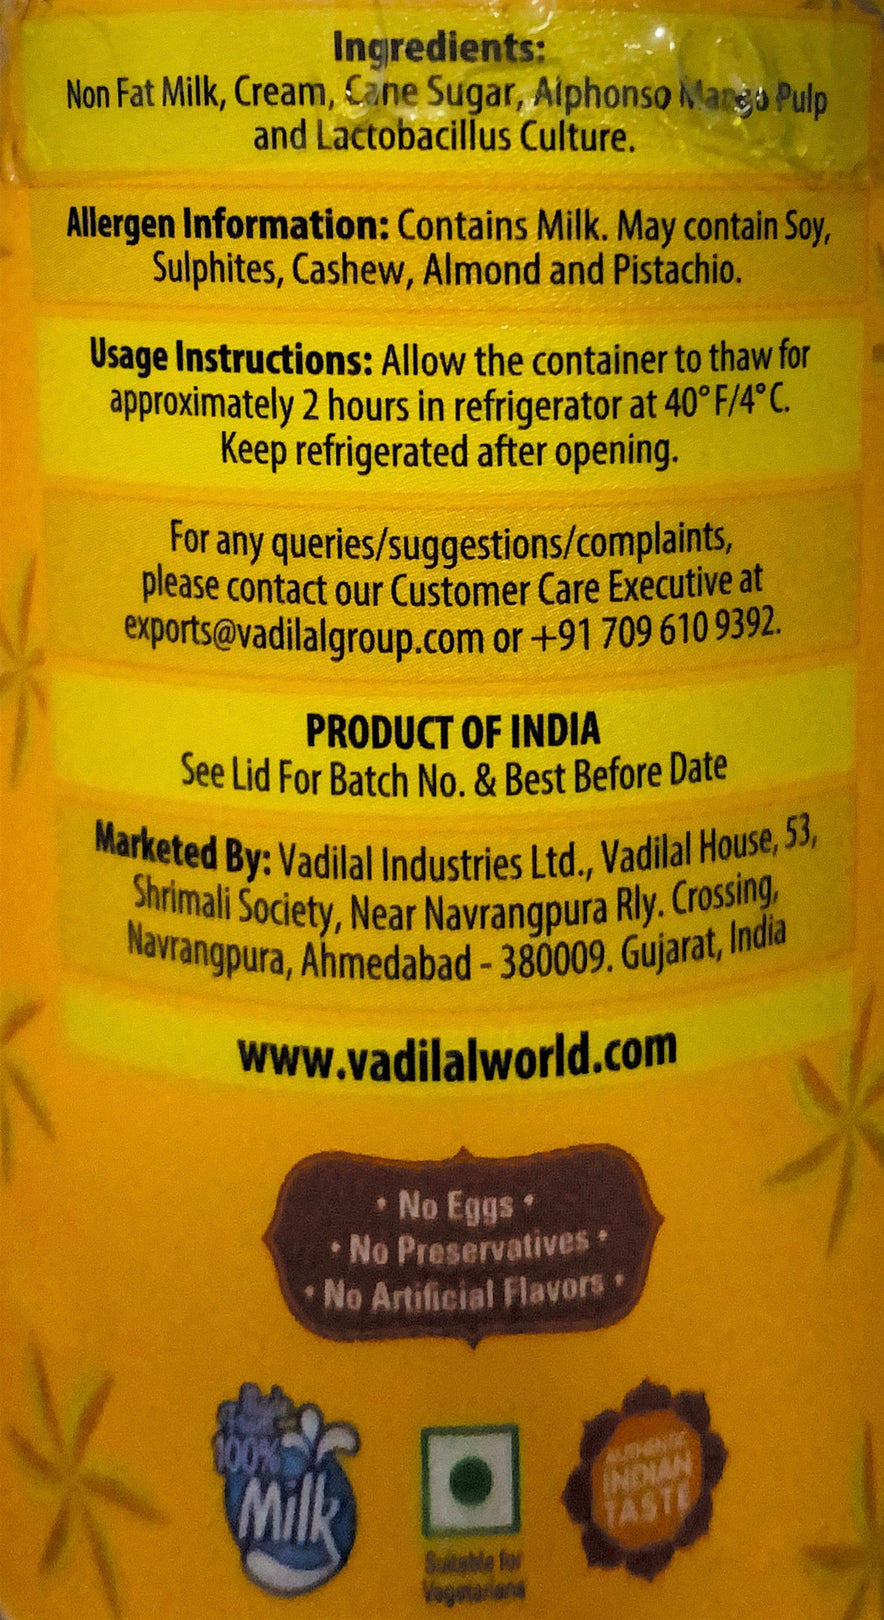 Ingredients:
Non Fat Milk, Cream, Cane Sugar, Alphonso Mango Pulp
and Lactobacillus Culture.
Allergen Information: Contains Milk. May contain Soy,
Sulphites, Cashew, Almond and Pistachio.
Usage Instructions: Allow the container to thaw for
approximately 2 hours in refrigerator at 40°F/4°C.
Keep refrigerated after opening.
For any queries/suggestions/complaints,
please contact our Customer Care Executive at
exports@vadilalgroup.com or +91 709 610 9392.
PRODUCT OF INDIA
See Lid For Batch No. & Best Before Date
Marketed By: Vadilal Industries Ltd., Vadilal House, 53,
Shrimali Society, Near Navrangpura Rly. Crossing,
Navrangpura, Ahmedabad - 380009. Gujarat, India
www.vadilalworld.com
• No Eggs •
• No Preservatives •
• No Artificial Flavors •
100%
Milk
Suitable for
Vegetarians
AUTHENTIC
INDIAN
TASTE